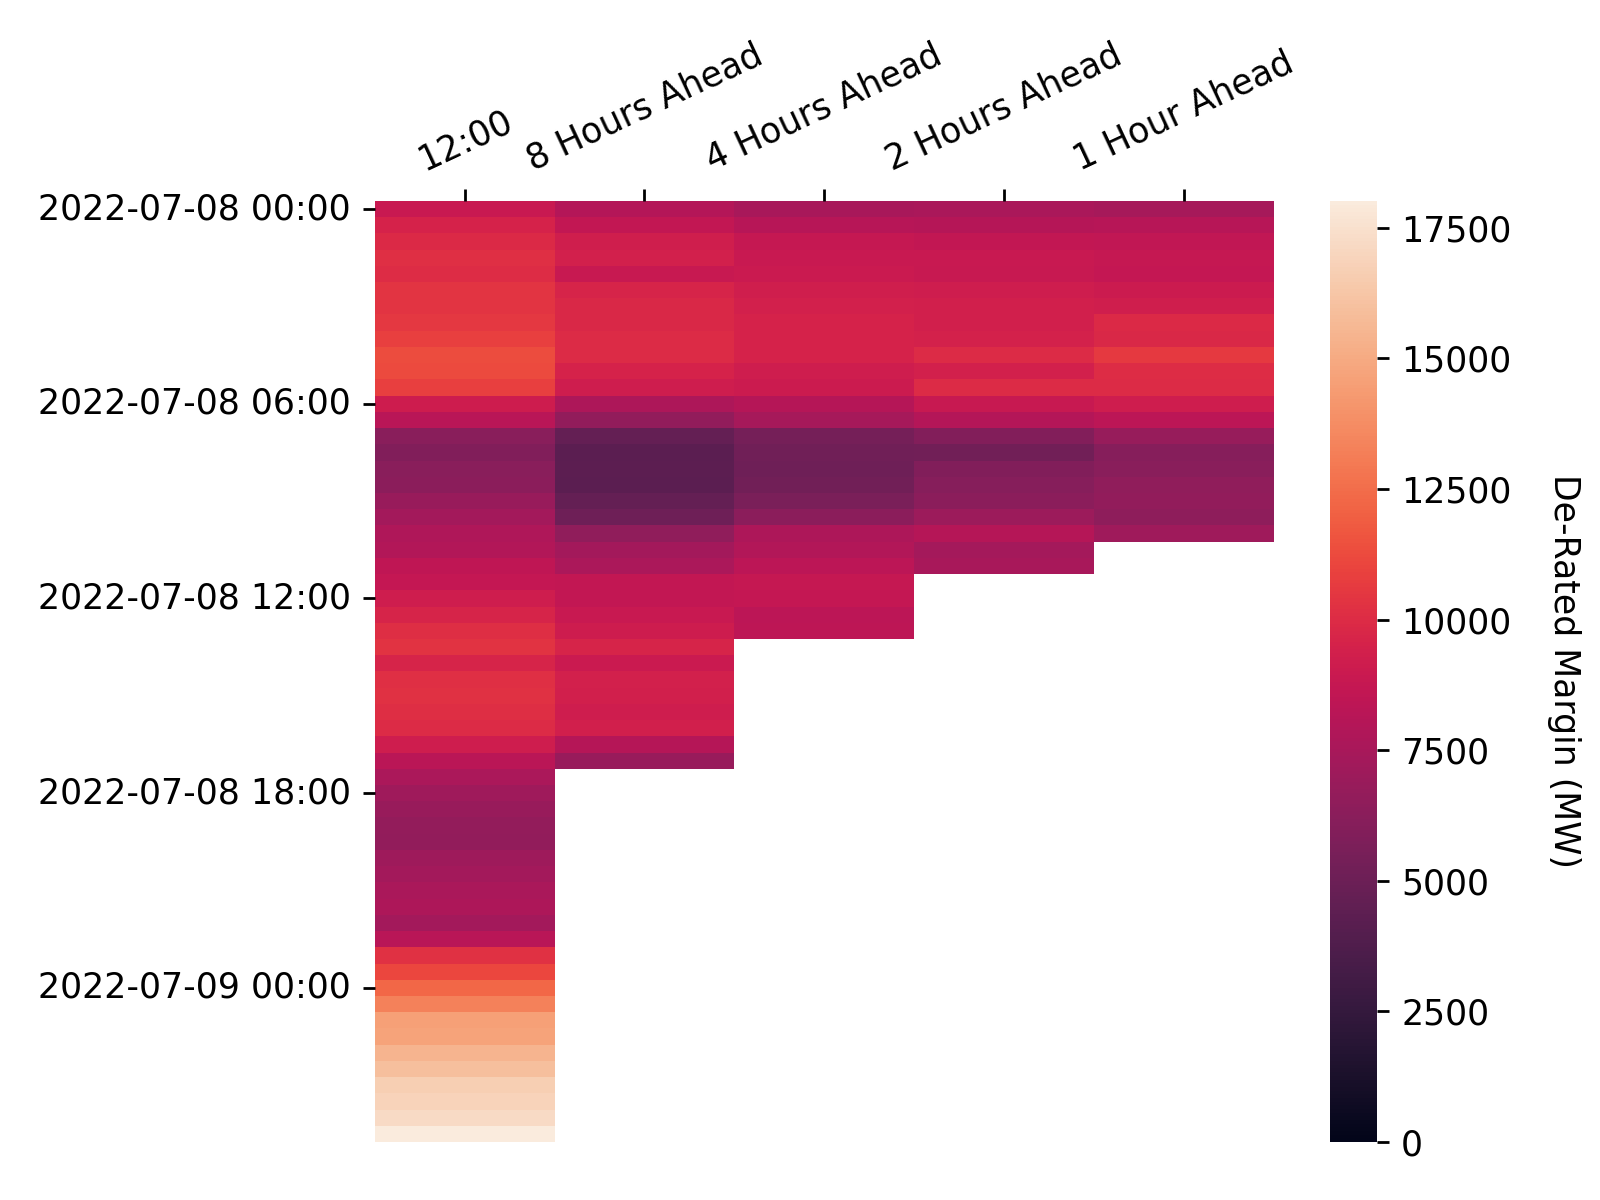 12:00
8 Hours Ahead
4 Hours Ahead
2 Hours Ahead
1 Hour Ahead
2022-07-08 00:00
2022-07-08 06:00
2022-07-08 12:00
2022-07-08 18:00
2022-07-09 00:00
17500
15000
12500
10000
7500
5000
2500
0
De-Rated Margin (MW)